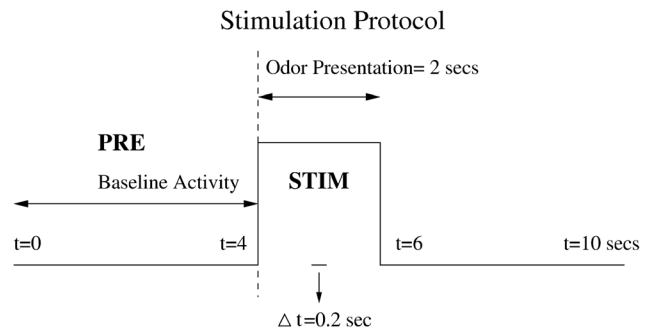 Stimulation Protocol
Odor Presentation= 2 secs
PRE
Baseline Activity
STIM
t=0
t=4
t=6
t=10 secs
△ t=0.2 sec